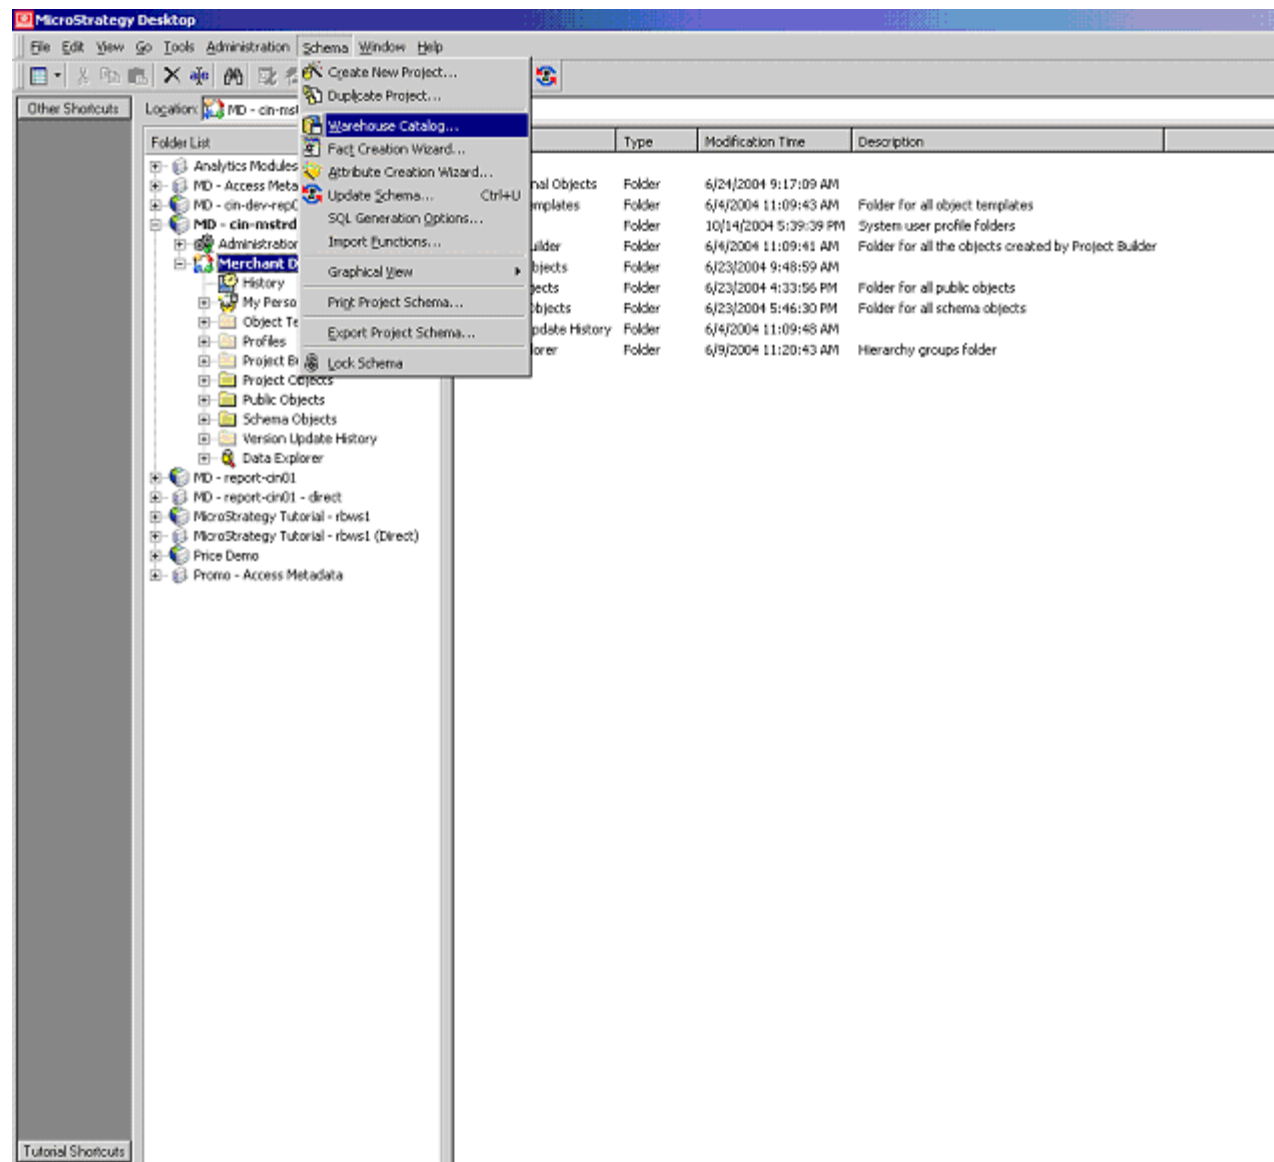 MicroStrategy Desktop
File Edit View Go Tools Administration Schema Window Help
Other Shortcuts
Location: MD - cin-mst
Create New Project...
Duplicate Project...
Warehouse Catalog...
Fact Creation Wizard...
Attribute Creation Wizard...
Update Schema... Ctrl+U
SQL Generation Options...
Import Functions...
Graphical View
Print Project Schema...
Export Project Schema...
Lock Schema
Folder List
Analytics Modules
MD - Access Meta
MD - cin-dev-rep
MD - cin-mstrd
Administration
Merchant D
History
My Perso
Object Te
Profiles
Project B
Project Objects
Public Objects
Schema Objects
Version Update History
Data Explorer
MD - report-cin01
MD - report-cin01 - direct
MicroStrategy Tutorial - rbws1
MicroStrategy Tutorial - rbws1 (Direct)
Price Demo
Promo - Access Metadata
Type Modification Time Description
nal Objects Folder 6/24/2004 9:17:09 AM
mplates Folder 6/4/2004 11:09:43 AM Folder for all object templates
Folder 10/14/2004 5:39:39 PM System user profile folders
uilder Folder 6/4/2004 11:09:41 AM Folder for all the objects created by Project Builder
bjects Folder 6/23/2004 9:48:59 AM
jects Folder 6/23/2004 4:33:56 PM Folder for all public objects
bjects Folder 6/23/2004 5:46:30 PM Folder for all schema objects
pdate History Folder 6/4/2004 11:09:48 AM
orer Folder 6/9/2004 11:20:43 AM Hierarchy groups folder
Tutorial Shortcuts